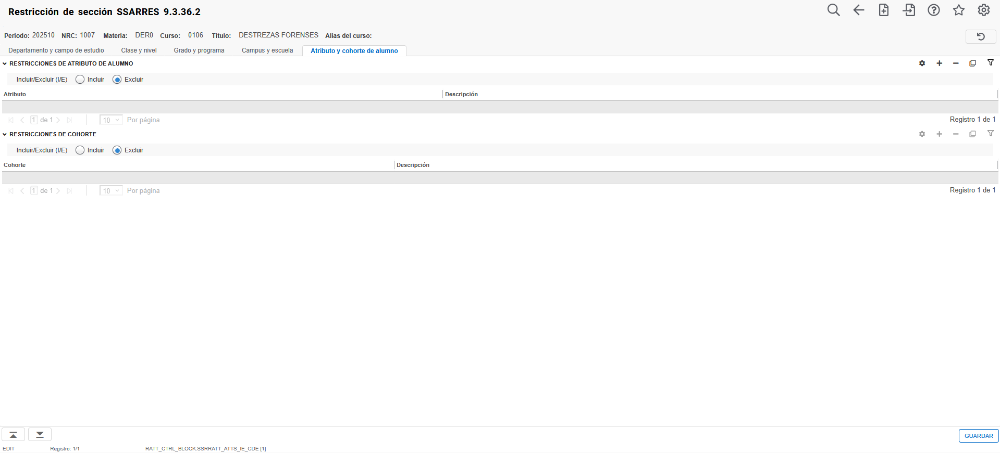 Restricción de sección SSARRES 9.3.36.2
Periodo: 202510 NRC: 1007 Materia: DER0 Curso: 0106 Título: DESTREZAS FORENSES Alias del curso:
Departamento y campo de estudio Clase y nivel Grado y programa Campus y escuela Atributo y cohorte de alumno
RESTRICCIONES DE ATRIBUTO DE ALUMNO
Incluir/Excluir (I/E) Incluir Excluir
Atributo Descripción
1 de 1 10 Por página Registro 1 de 1
RESTRICCIONES DE COHORTE
Incluir/Excluir (I/E) Incluir Excluir
Cohorte Descripción
1 de 1 10 Por página Registro 1 de 1
GUARDAR
EDIT Registro: 1/1 RATT_CTRL_BLOCK.SSRRATT_ATTS_IE_CDE [1]